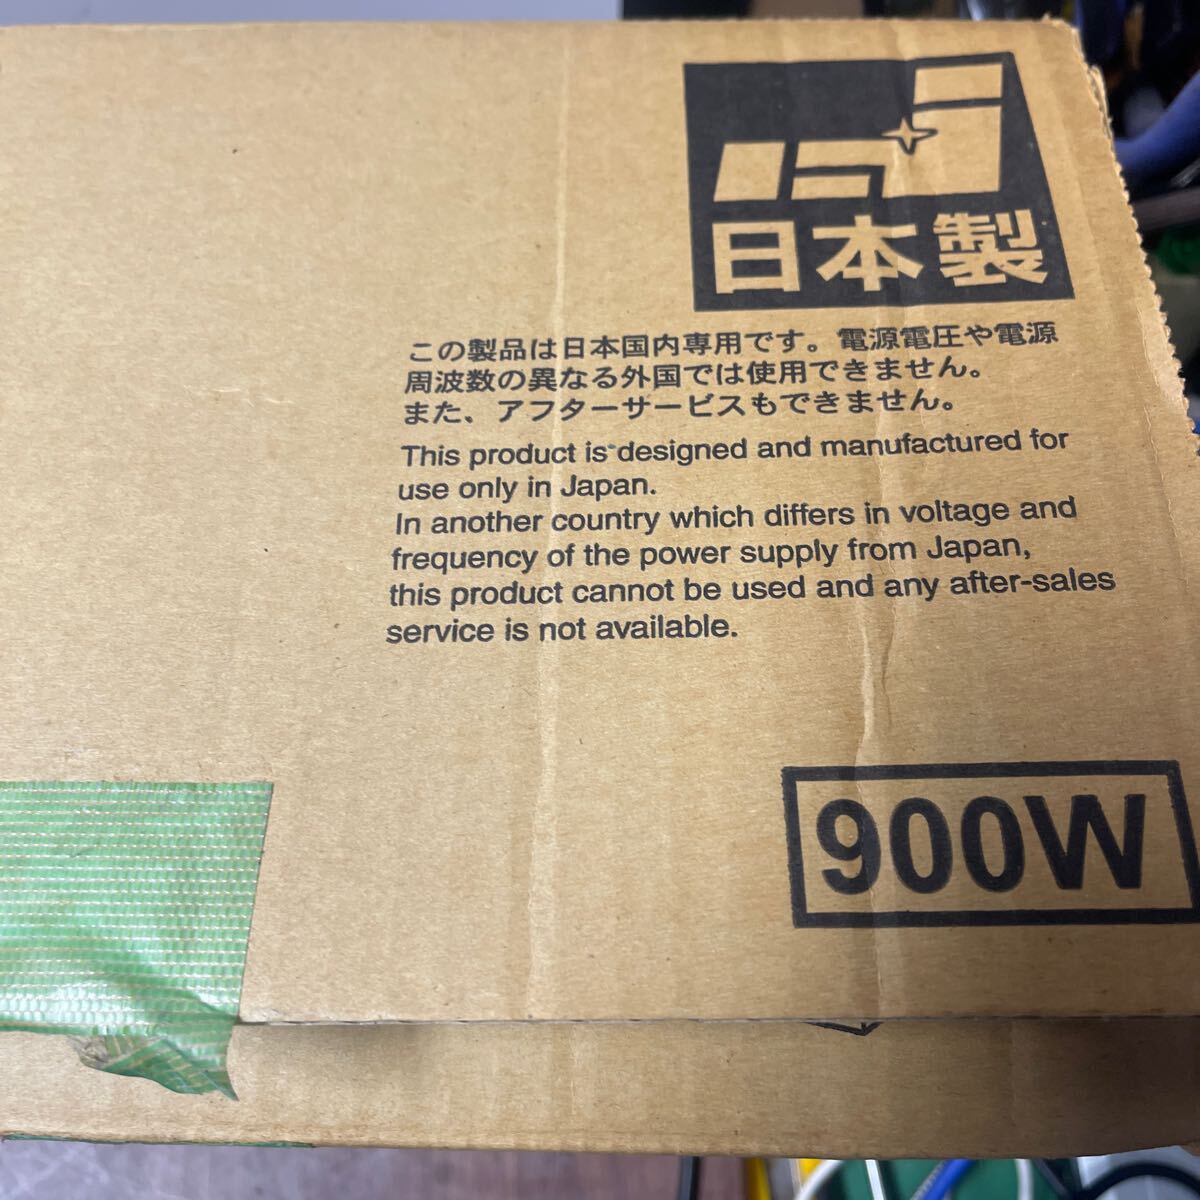 日本製
この製品は日本国内専用です。電源電圧や電源
周波数の異なる外国では使用できません。
また、アフターサービスもできません。
This product is designed and manufactured for
use only in Japan.
In another country which differs in voltage and
frequency of the power supply from Japan,
this product cannot be used and any after-sales
service is not available.
900W